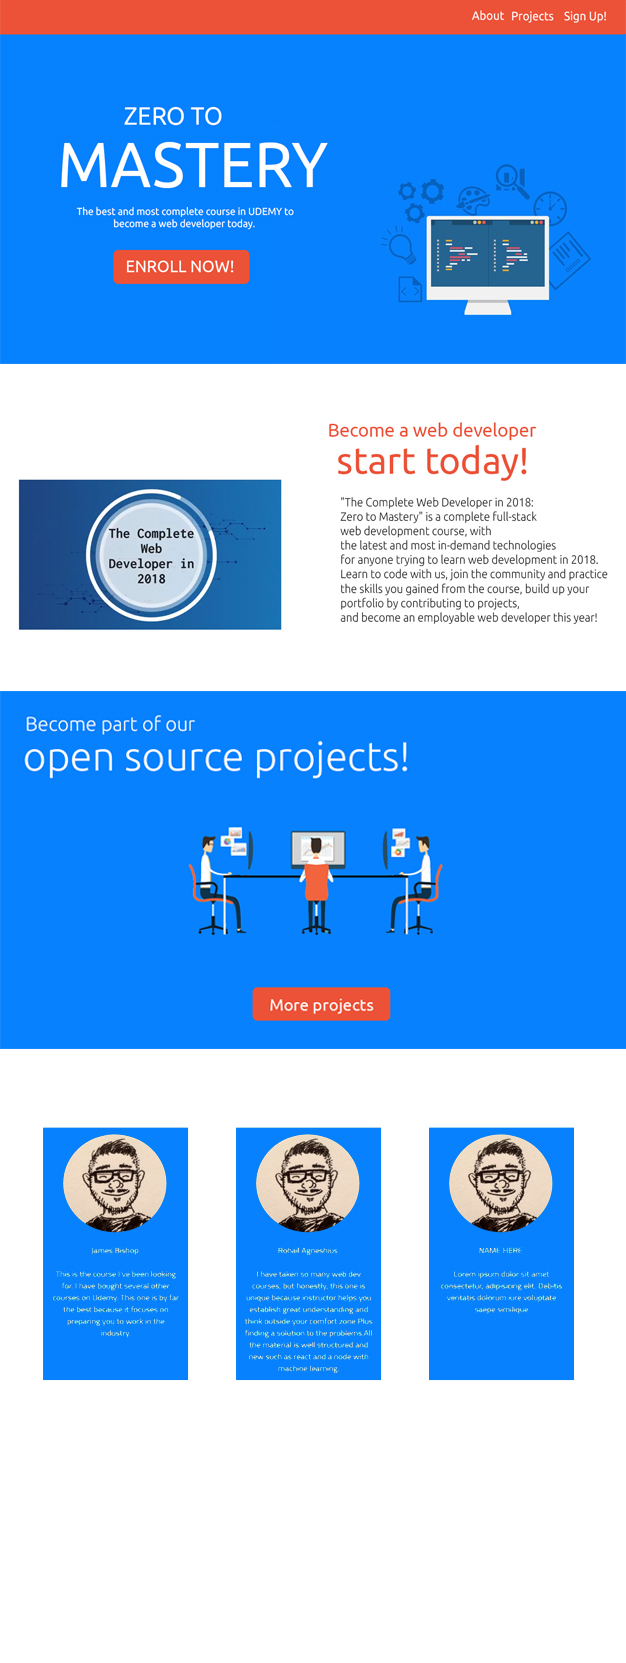 About Projects Sign Up!
ZERO TO
MASTERY
The best and most complete course in UDEMY to
become a web developer today.
ENROLL NOW!
Become a web developer
start today!
The Complete
Web
Developer in
2018
"The Complete Web Developer in 2018:
Zero to Mastery" is a complete full-stack
web development course, with
the latest and most in-demand technologies
for anyone trying to learn web development in 2018.
Learn to code with us, join the community and practice
the skills you gained from the course, build up your
portfolio by contributing to projects,
and become an employable web developer this year!
Become part of our
open source projects!
More projects
James Bishop
This is the course I've been looking
for. I have bought several other
courses on Udemy. This one is by far
the best because it focuses on
preparing you to work in the
industry.
Rohail Agneshius
I have taken so many web dev
courses, but honestly, this one is
unique because instructor helps you
establish great understanding and
think outside your comfort zone.Plus
finding a solution to the problems.All
the material is well structured and
new such as react and a node with
machine learning.
NAME HERE
Lorem ipsum dolor sit amet
consectetur, adipisicing elit. Debitis
veritatis dolorum iure voluptate
saepe similique